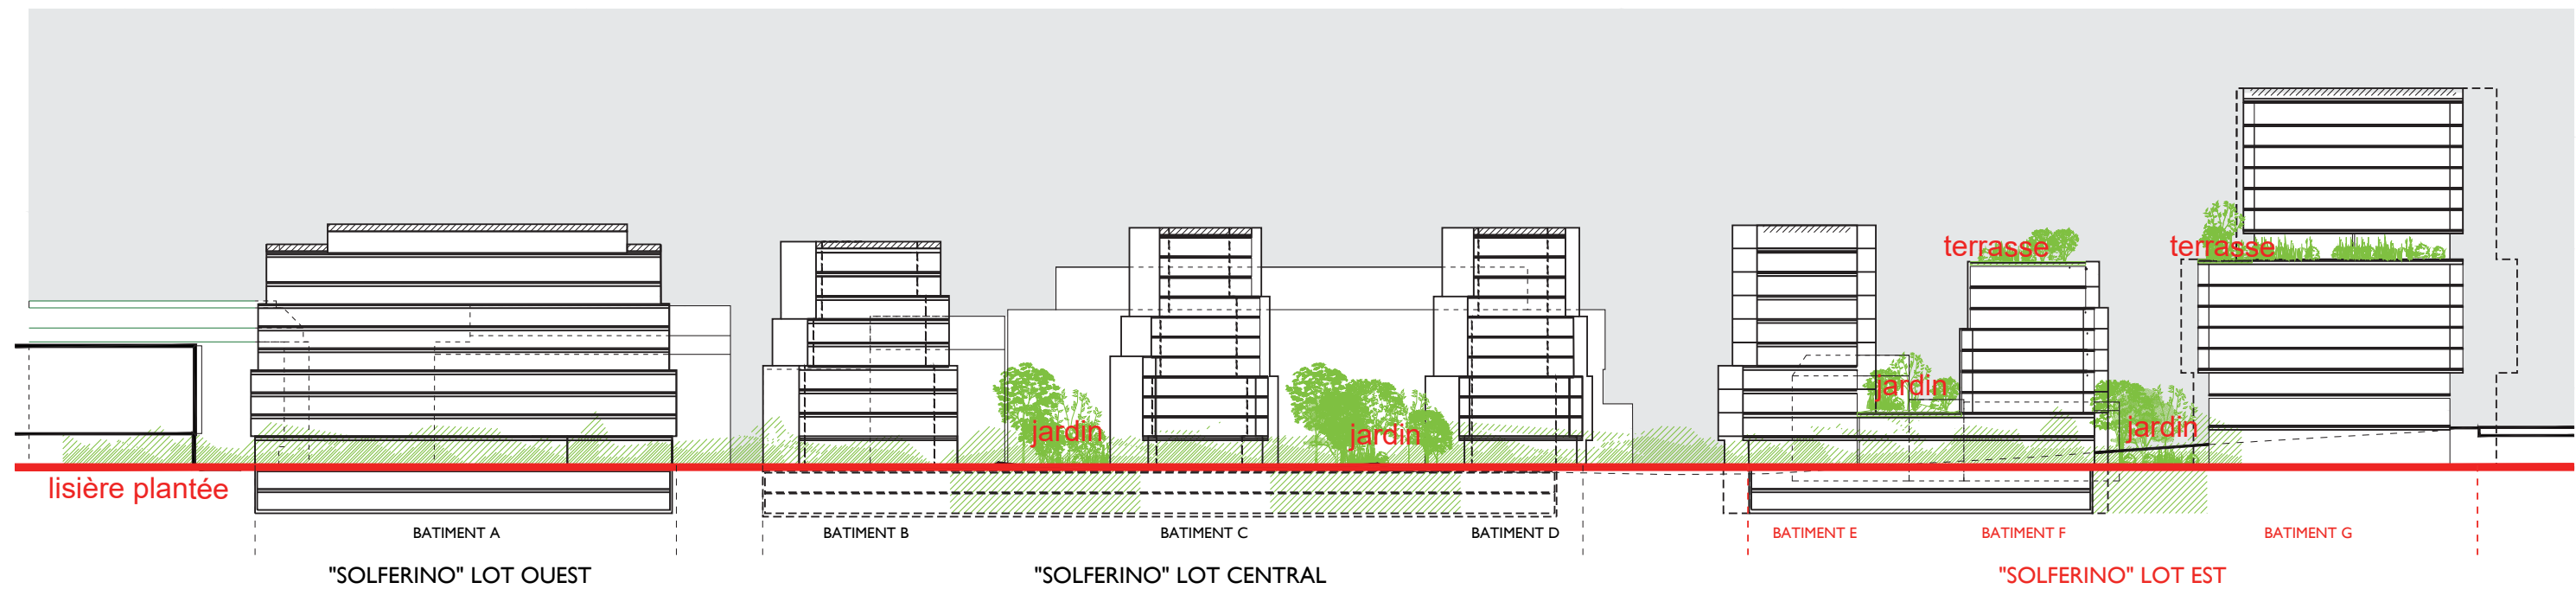 terrasse
terrasse
jardin
jardin
jardin
jardin
lisière plantée
BATIMENT A
BATIMENT B
BATIMENT C
BATIMENT D
BATIMENT E
BATIMENT F
BATIMENT G
"SOLFERINO" LOT OUEST
"SOLFERINO" LOT CENTRAL
"SOLFERINO" LOT EST